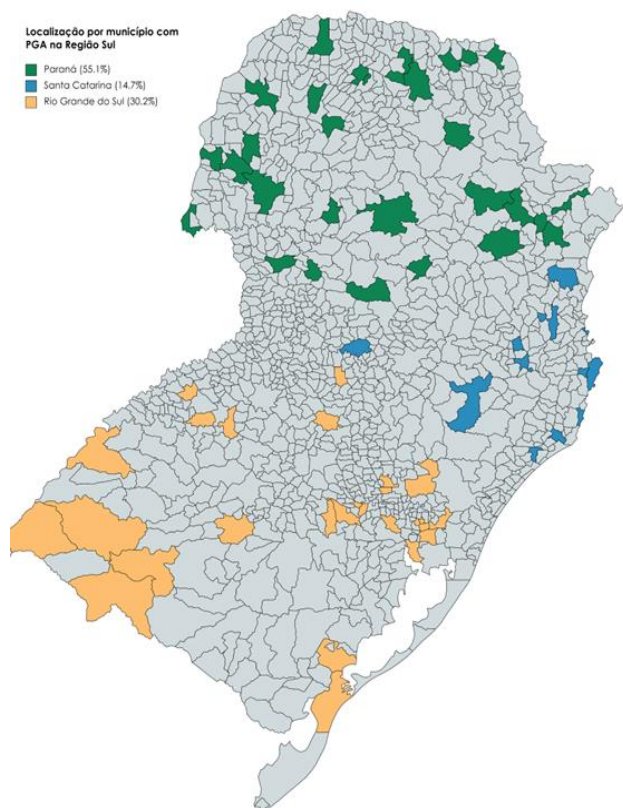 Localização por município com
PGA na Região Sul
Paraná (55.1%)
Santa Catarina (14.7%)
Rio Grande do Sul (30.2%)